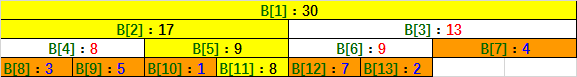 B[1] : 30
B[2] : 17 B[3] : 13
B[4] : 8 B[5] : 9 B[6] : 9 B[7] : 4
B[8] : 3 B[9] : 5 B[10] : 1 B[11] : 8 B[12] : 7 B[13] : 2